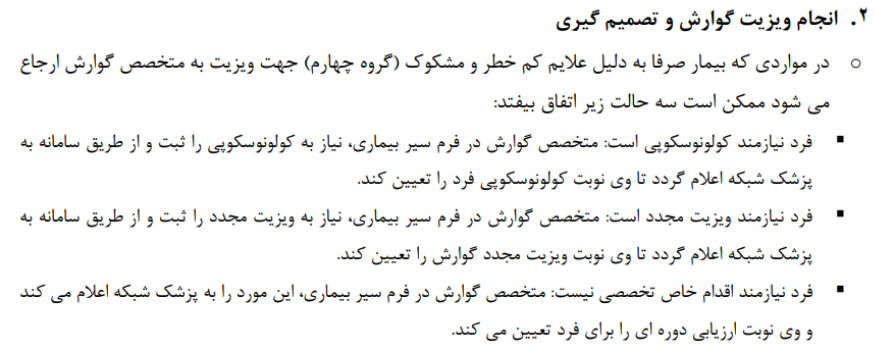 ۲. انجام ویزیت گوارش و تصمیم گیری
○ در مواردی که بیمار صرفا به دلیل علایم کم خطر و مشکوک (گروه چهارم) جهت ویزیت به متخصص گوارش ارجاع
می شود ممکن است سه حالت زیر اتفاق بیفتد:
▪ فرد نیازمند کولونوسکوپی است: متخصص گوارش در فرم سیر بیماری، نیاز به کولونوسکوپی را ثبت و از طریق سامانه به
پزشک شبکه اعلام گردد تا وی نوبت کولونوسکوپی فرد را تعیین کند.
▪ فرد نیازمند ویزیت مجدد است: متخصص گوارش در فرم سیر بیماری، نیاز به ویزیت مجدد را ثبت و از طریق سامانه به
پزشک شبکه اعلام گردد تا وی نوبت ویزیت مجدد گوارش را تعیین کند.
▪ فرد نیازمند اقدام خاص تخصصی نیست: متخصص گوارش در فرم سیر بیماری، این مورد را به پزشک شبکه اعلام می کند
و وی نوبت ارزیابی دوره ای را برای فرد تعیین می کند.